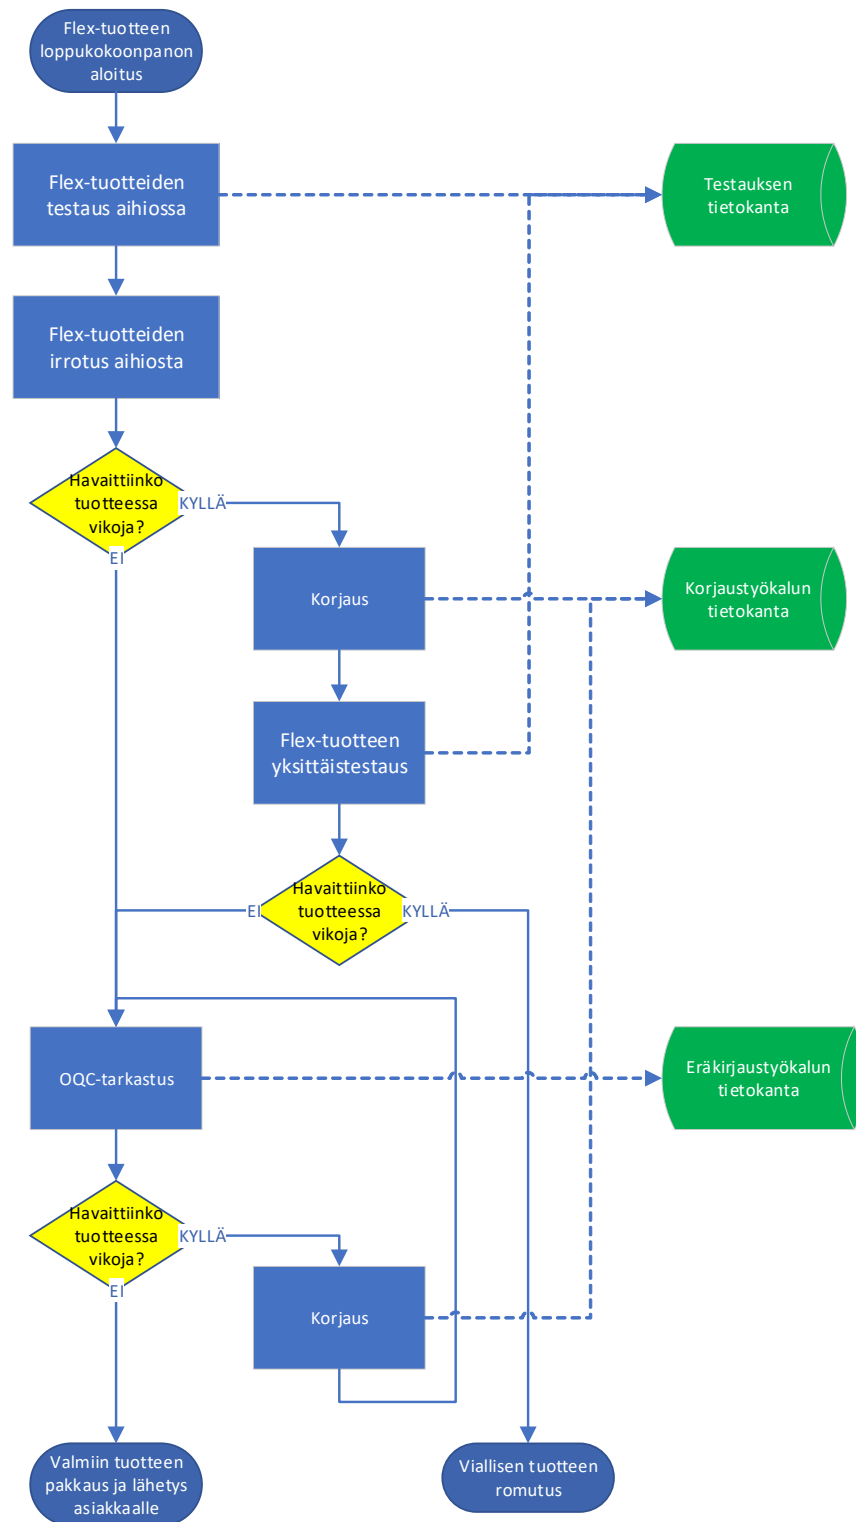 Flex-tuotteen
loppukokoonpanon
aloitus
Flex-tuotteiden
testaus aihiossa
Testauksen
tietokanta
Flex-tuotteiden
irrotus aihiosta
Havaittiinko
tuotteessa
vikoja?
KYLLÄ
EI
Korjaus
Korjaustyökalun
tietokanta
Flex-tuotteen
yksittäistestaus
Havaittiinko
tuotteessa
vikoja?
EI
KYLLÄ
OQC-tarkastus
Eräkirjaustyökalun
tietokanta
Havaittiinko
tuotteessa
vikoja?
KYLLÄ
EI
Korjaus
Valmiin tuotteen
pakkaus ja lähetys
asiakkaalle
Viallisen tuotteen
romutus